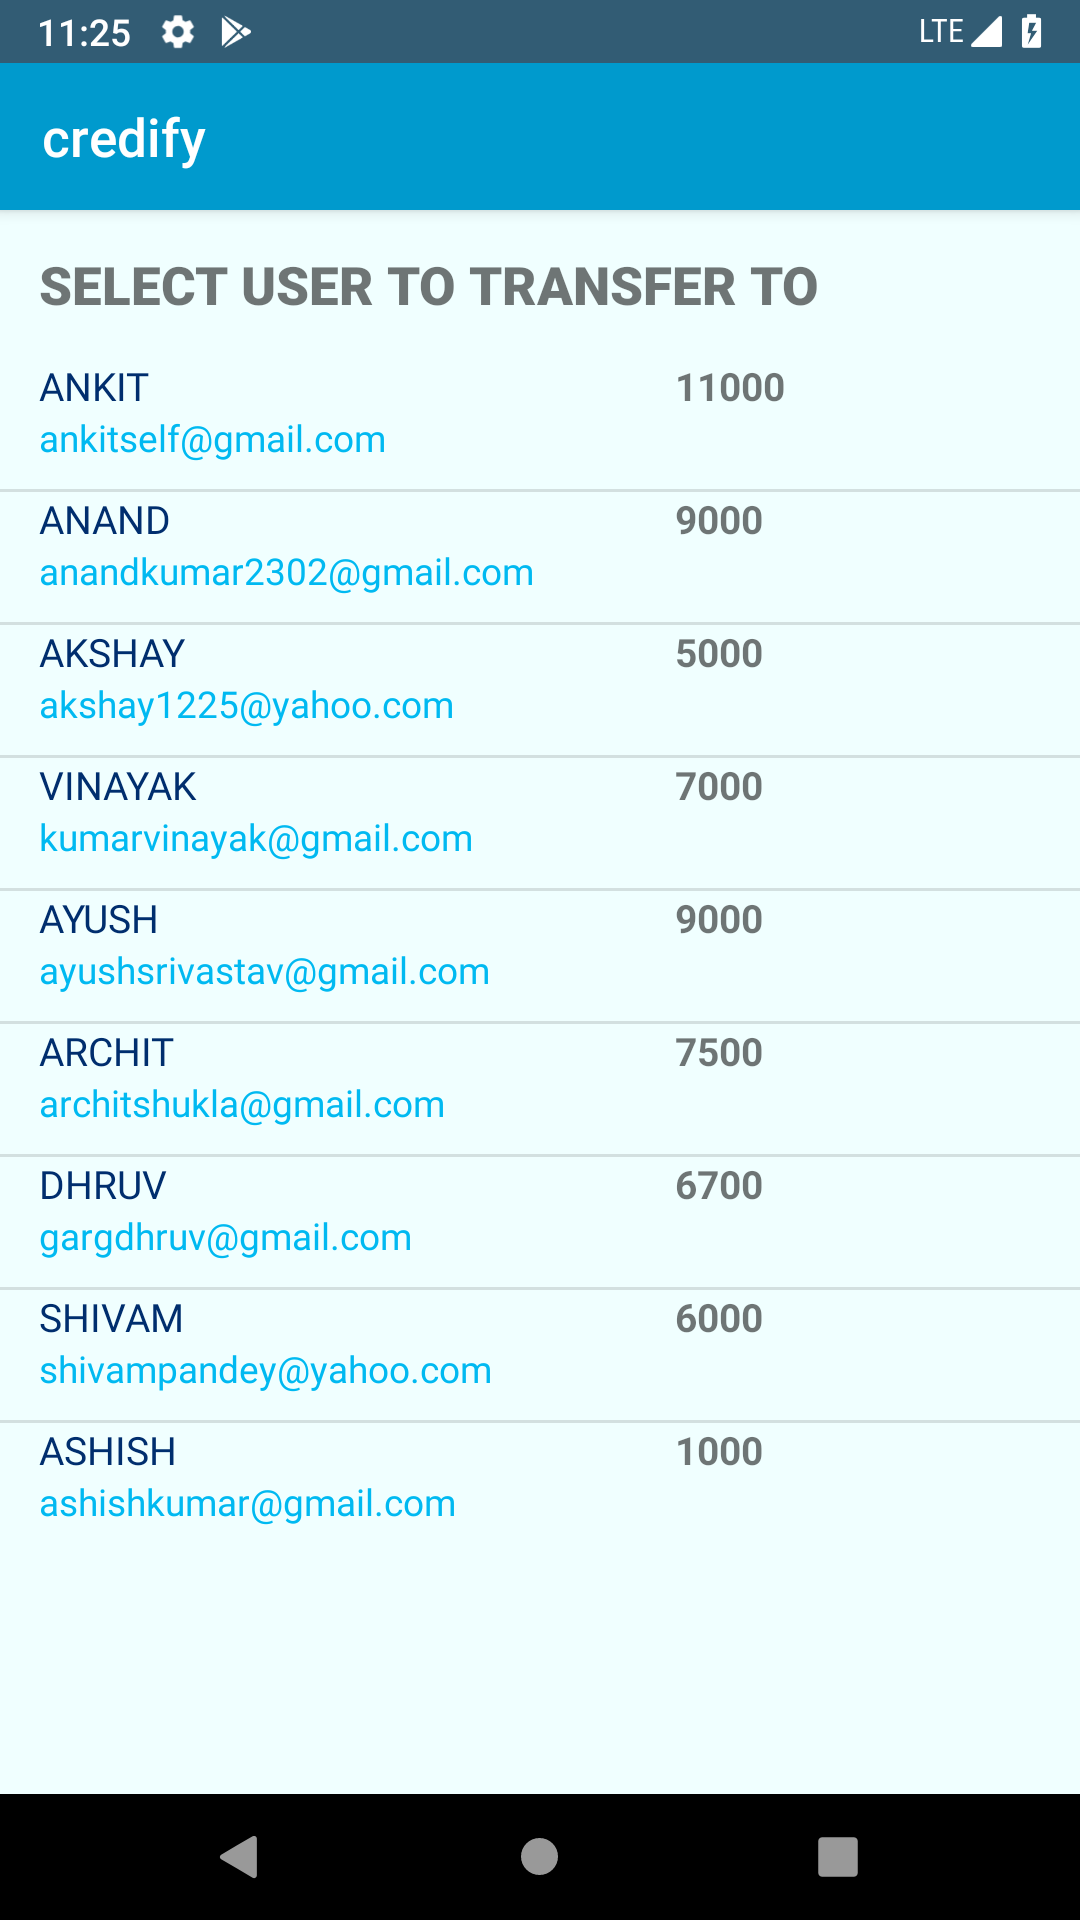 11:25 LTE
credify
SELECT USER TO TRANSFER TO
ANKIT 11000
ankitself@gmail.com
ANAND 9000
anandkumar2302@gmail.com
AKSHAY 5000
akshay1225@yahoo.com
VINAYAK 7000
kumarvinayak@gmail.com
AYUSH 9000
ayushsrivastav@gmail.com
ARCHIT 7500
architshukla@gmail.com
DHRUV 6700
gargdhruv@gmail.com
SHIVAM 6000
shivampandey@yahoo.com
ASHISH 1000
ashishkumar@gmail.com